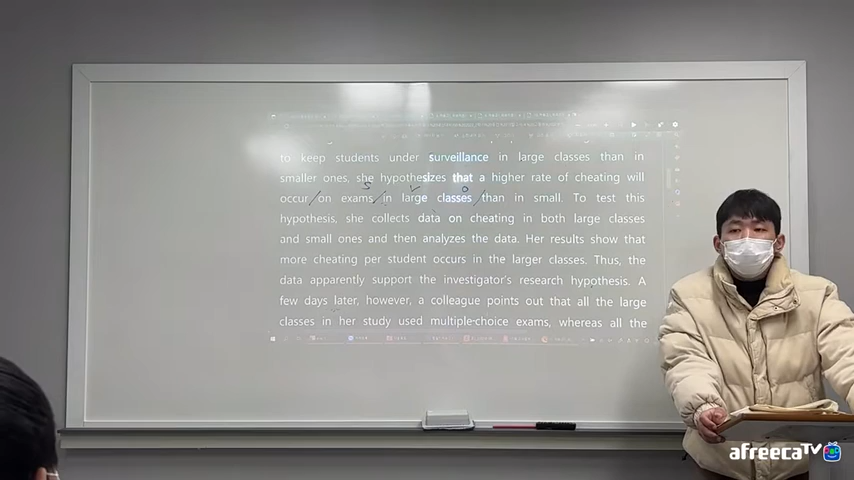 to keep students under surveillance in large classes than in
smaller ones, she hypothesizes that a higher rate of cheating will
S V O
occur/on exams/in large classes/than in small. To test this
hypothesis, she collects data on cheating in both large classes
and small ones and then analyzes the data. Her results show that
more cheating per student occurs in the larger classes. Thus, the
data apparently support the investigator's research hypothesis. A
few days later, however, a colleague points out that all the large
classes in her study used multiple-choice exams, whereas all the
afreecaTV